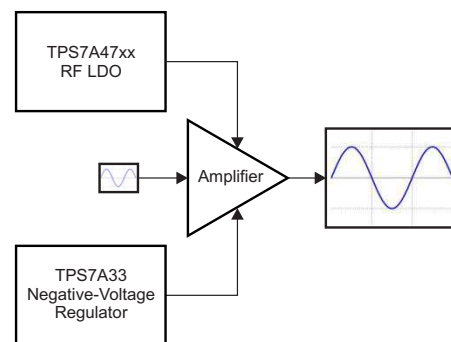 TPS7A47xx
RF LDO
Amplifier
TPS7A33
Negative-Voltage
Regulator